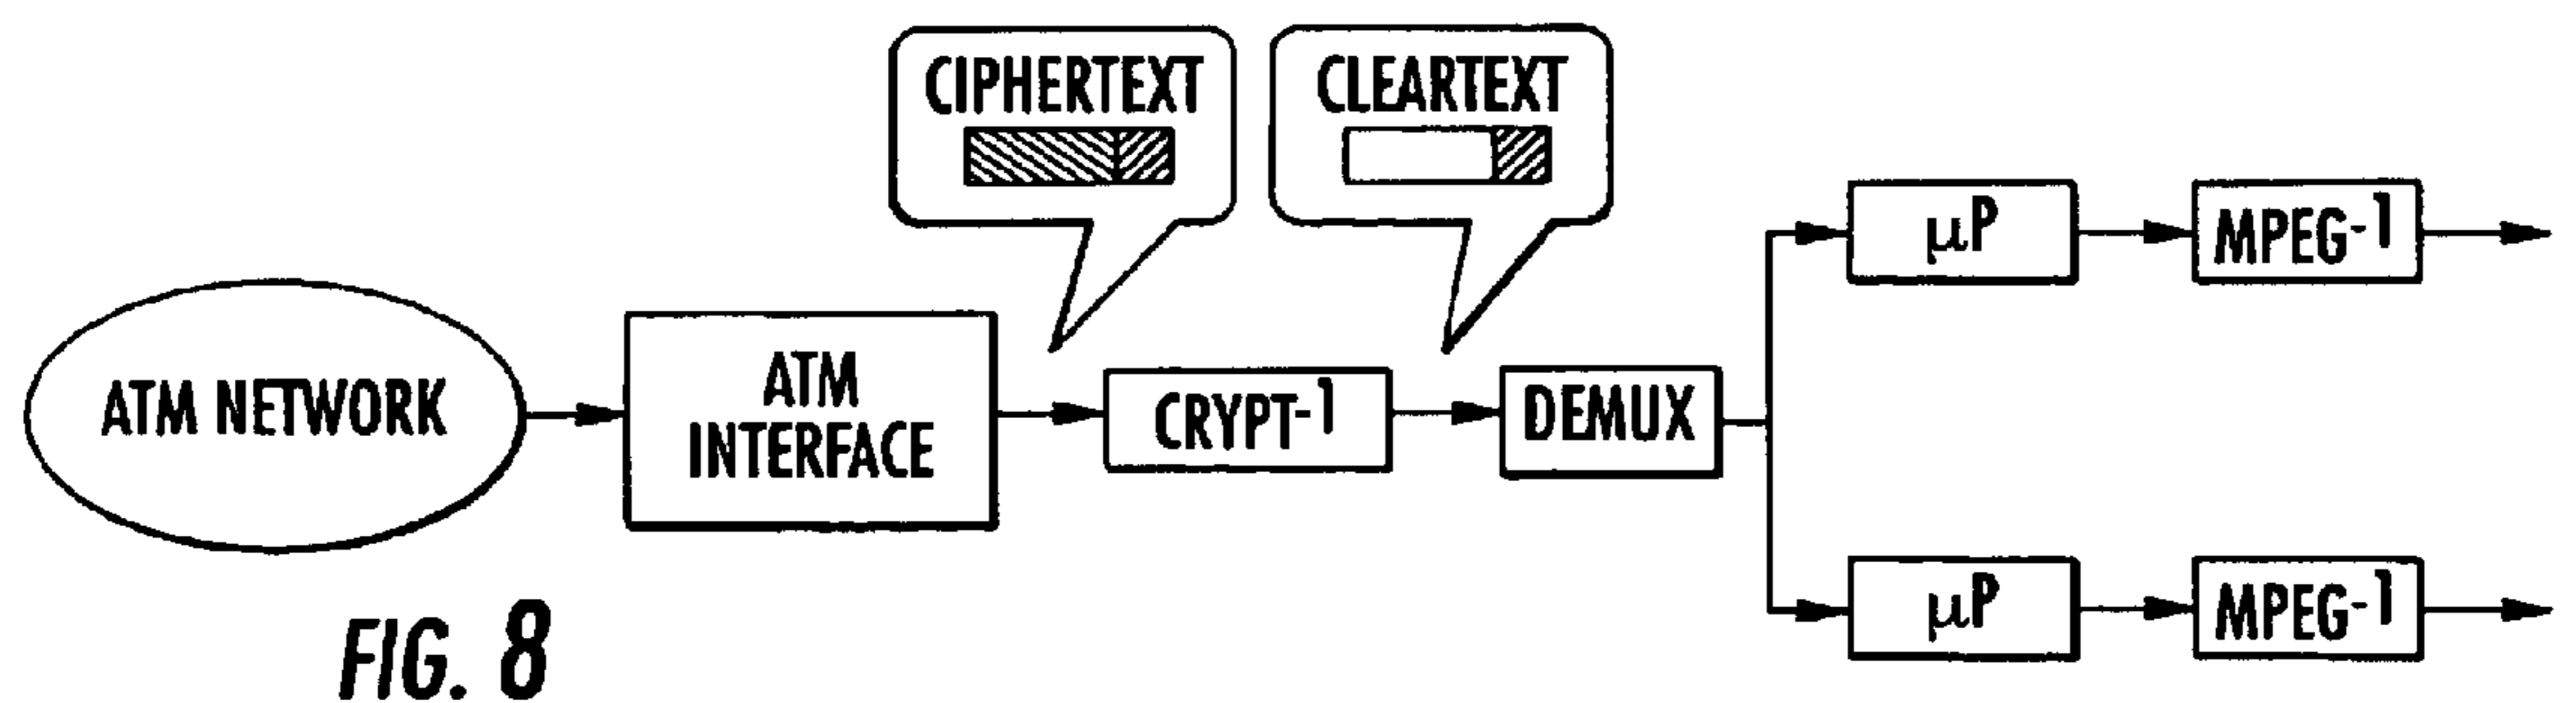 CIPHERTEXT
CLEARTEXT
ATM NETWORK
ATM
INTERFACE
CRYPT-1
DEMUX
μP
MPEG-1
μP
MPEG-1
FIG. 8